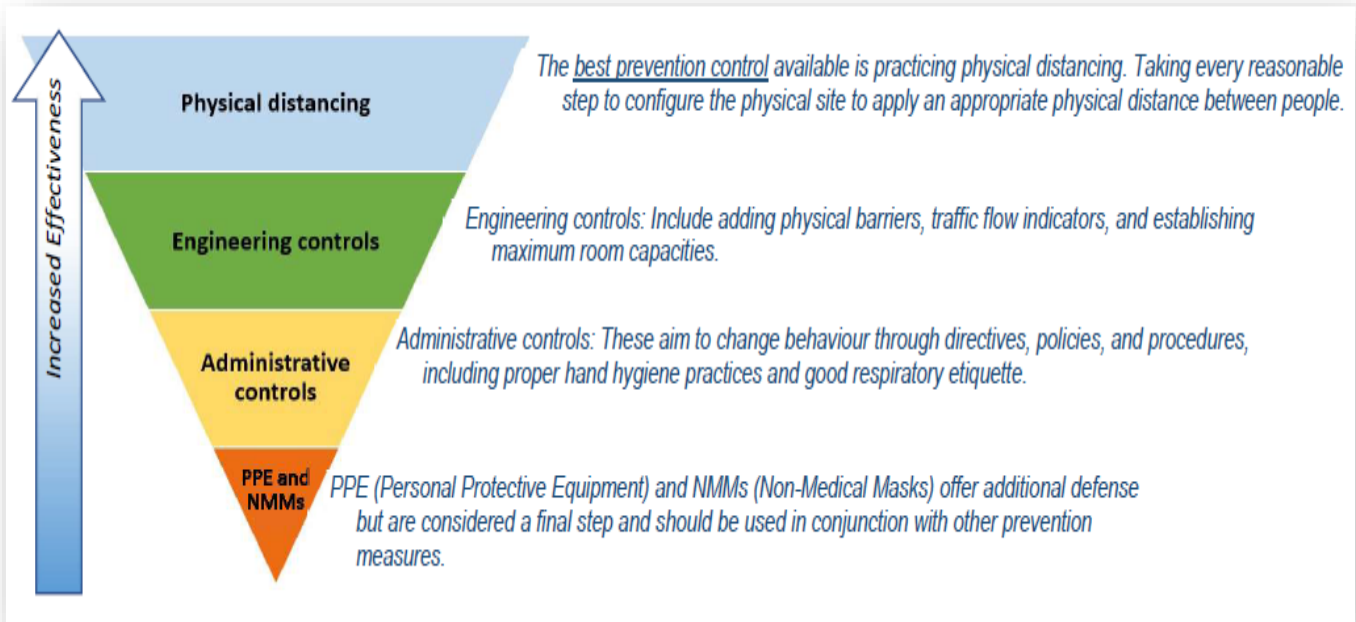 Increased Effectiveness
Physical distancing
The best prevention control available is practicing physical distancing. Taking every reasonable
step to configure the physical site to apply an appropriate physical distance between people.
Engineering controls
Engineering controls: Include adding physical barriers, traffic flow indicators, and establishing
maximum room capacities.
Administrative
controls
Administrative controls: These aim to change behaviour through directives, policies, and procedures,
including proper hand hygiene practices and good respiratory etiquette.
PPE and
NMMs
PPE (Personal Protective Equipment) and NMMs (Non-Medical Masks) offer additional defense
but are considered a final step and should be used in conjunction with other prevention
measures.